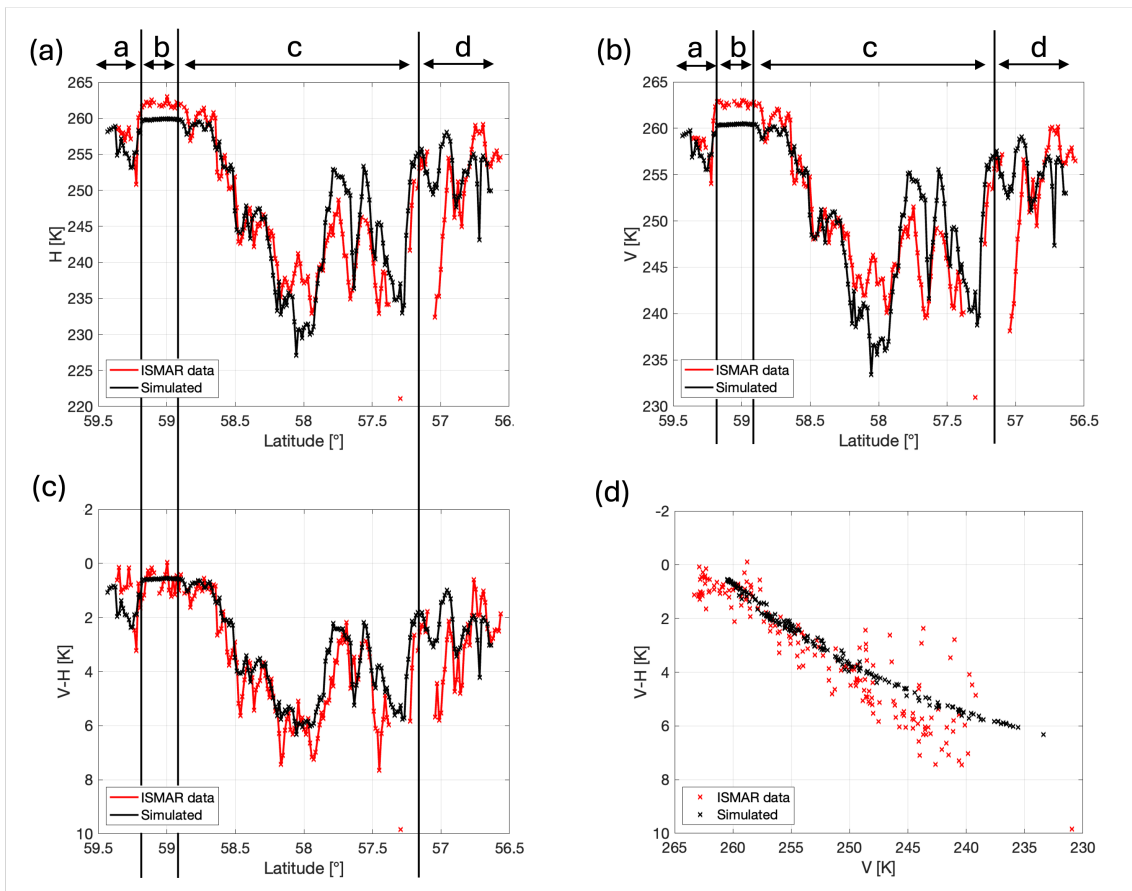 (a)
a b c d
H [K]
265
260
255
250
245
240
235
230
225
220
ISMAR data
Simulated
59.5 59 58.5 58 57.5 57 56.
Latitude [°]
(b)
a b c d
V [K]
265
260
255
250
245
240
235
230
ISMAR data
Simulated
59.5 59 58.5 58 57.5 57 56.5
Latitude [°]
(c)
V-H [K]
2
0
2
4
6
8
10
ISMAR data
Simulated
59.5 59 58.5 58 57.5 57 56.5
Latitude [°]
(d)
V-H [K]
-2
0
2
4
6
8
10
ISMAR data
Simulated
265 260 255 250 245 240 235 230
V [K]